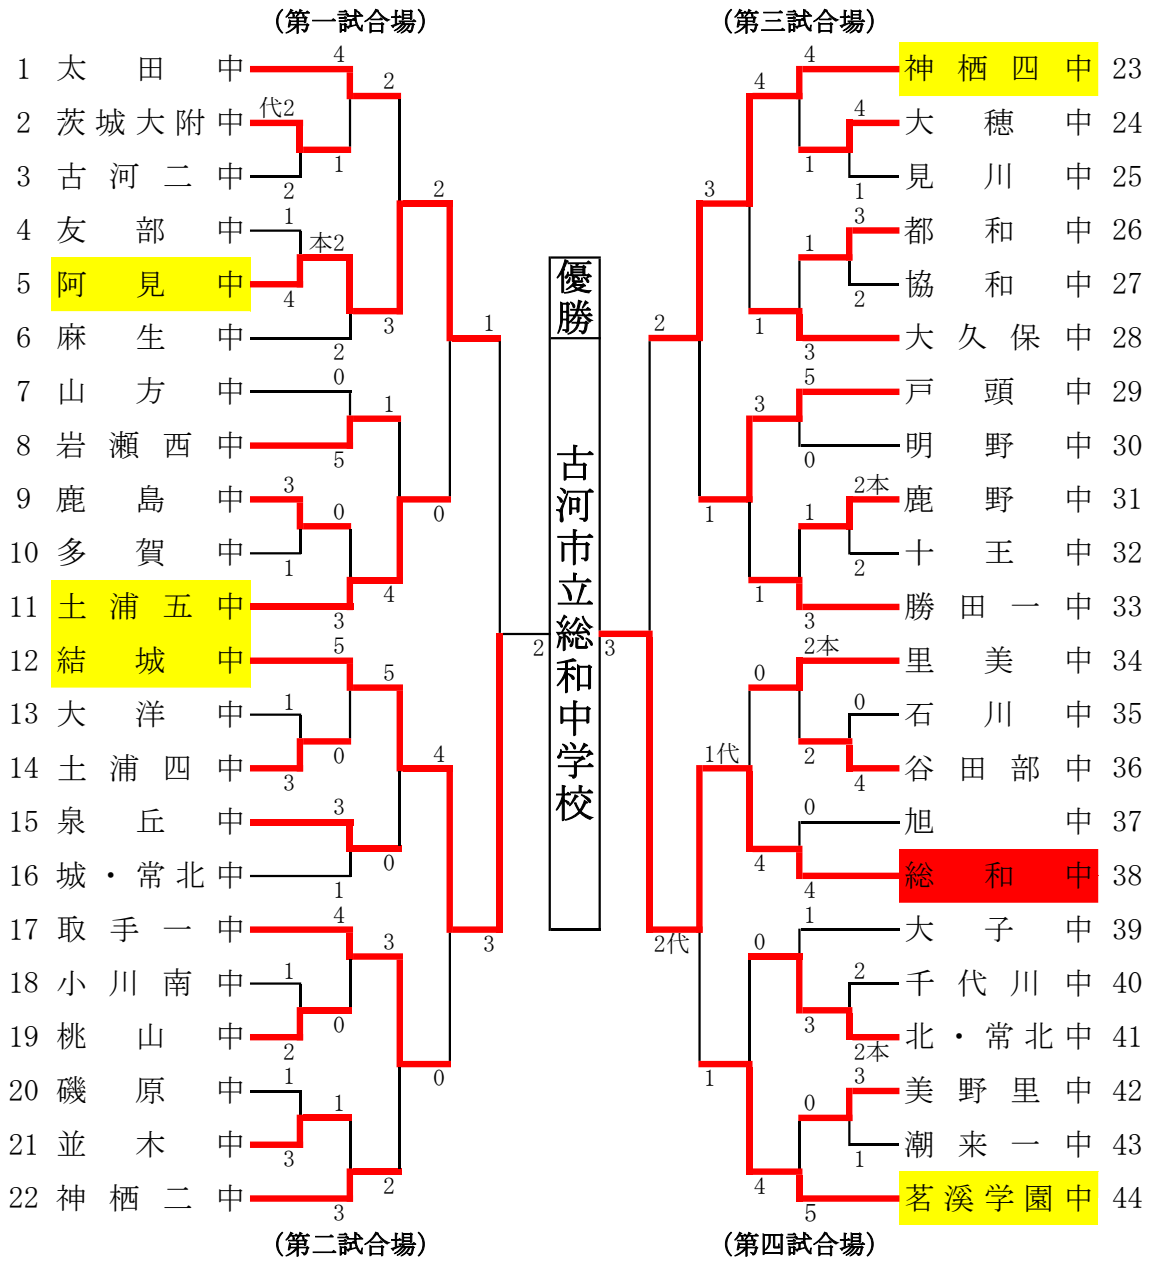 (第一試合場)
(第三試合場)
1 太田中
2 茨城大附中
3 古河二中
4 友部中
5 阿見中
6 麻生中
7 山方中
8 岩瀬西中
9 鹿島中
10 多賀中
11 土浦五中
12 結城中
13 大洋中
14 土浦四中
15 泉丘中
16 城・常北中
17 取手一中
18 小川南中
19 桃山中
20 磯原中
21 並木中
22 神栖二中
4
代2
2
1
2
1
本2
4
3
2
2
0
1
5
3
0
1
4
3
0
1
5
5
1
0
3
3
0
1
4
4
3
1
0
2
1
1
3
2
3
0
3
2
優勝
古河市立総和中学校
3
神栖四中 23
大穂中 24
見川中 25
都和中 26
協和中 27
大久保中 28
戸頭中 29
明野中 30
鹿野中 31
十王中 32
勝田一中 33
里美中 34
石川中 35
谷田部中 36
旭中 37
総和中 38
大子中 39
千代川中 40
北・常北中 41
美野里中 42
潮来一中 43
茗溪学園中 44
4
4
4
1
1
3
3
1
2
1
3
2
5
3
0
2本
1
1
2
1
3
2本
0
0
2
4
1代
0
4
4
2代
1
0
2
3
2本
1
3
0
1
4
5
(第二試合場)
(第四試合場)